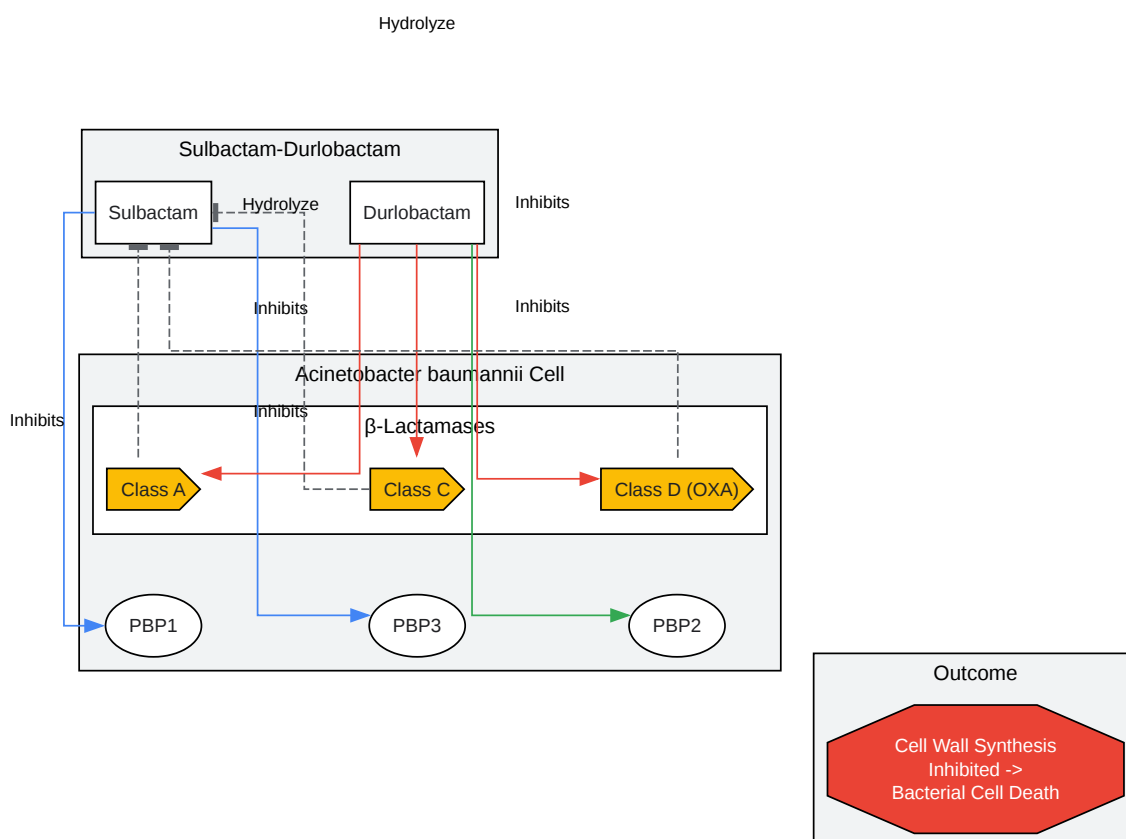 Hydrolyze
Sulbactam-Durlobactam
Sulbactam
Hydrolyze
Durlobactam
Inhibits
Inhibits
Inhibits
Acinetobacter baumannii Cell
Inhibits
Inhibits
β-Lactamases
Class A
Class C
Class D (OXA)
PBP1
PBP3
PBP2
Outcome
Cell Wall Synthesis
Inhibited ->
Bacterial Cell Death